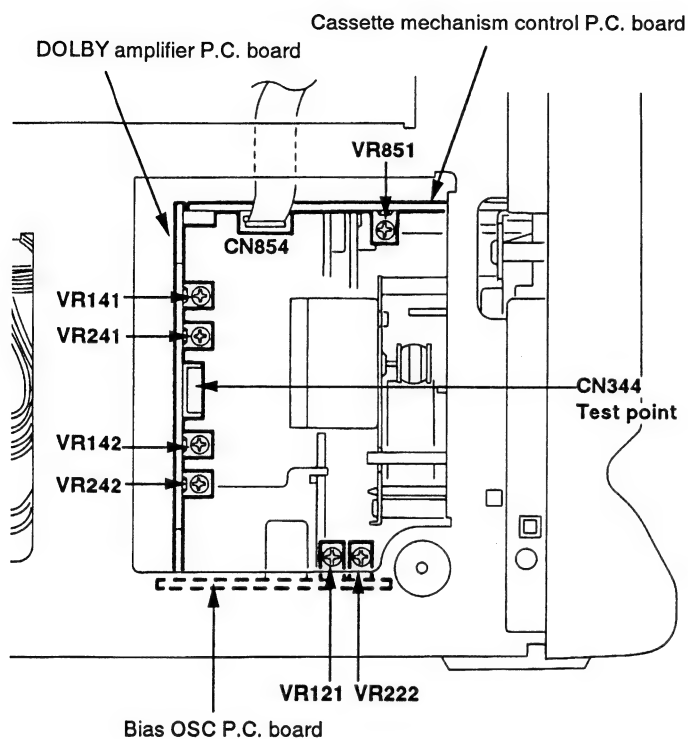 Cassette mechanism control P.C. board
DOLBY amplifier P.C. board
VR851
CN854
VR141
VR241
CN344
Test point
VR142
VR242
VR121 VR222
Bias OSC P.C. board